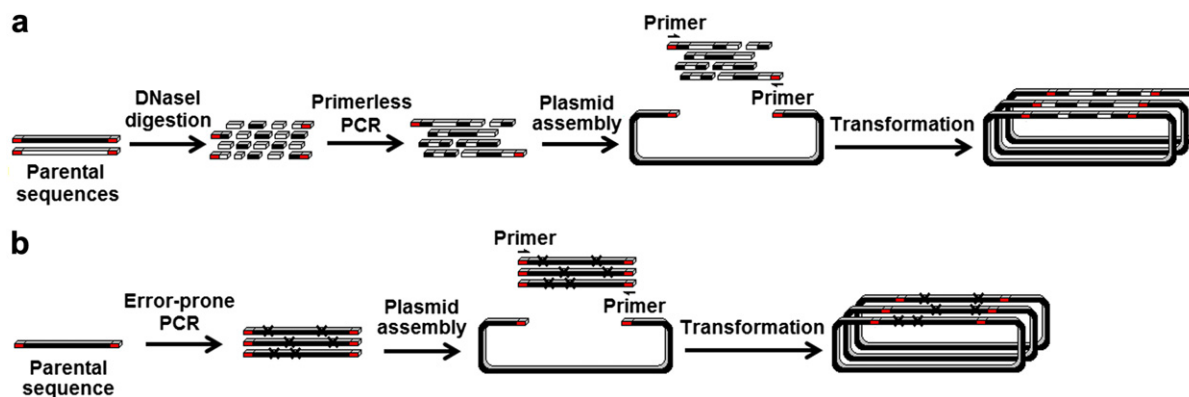 a
Primer
DNaseI
digestion
Primerless
PCR
Plasmid
assembly
Primer
Transformation
Parental
sequences
b
Primer
Error-prone
PCR
Plasmid
assembly
Primer
Transformation
Parental
sequence